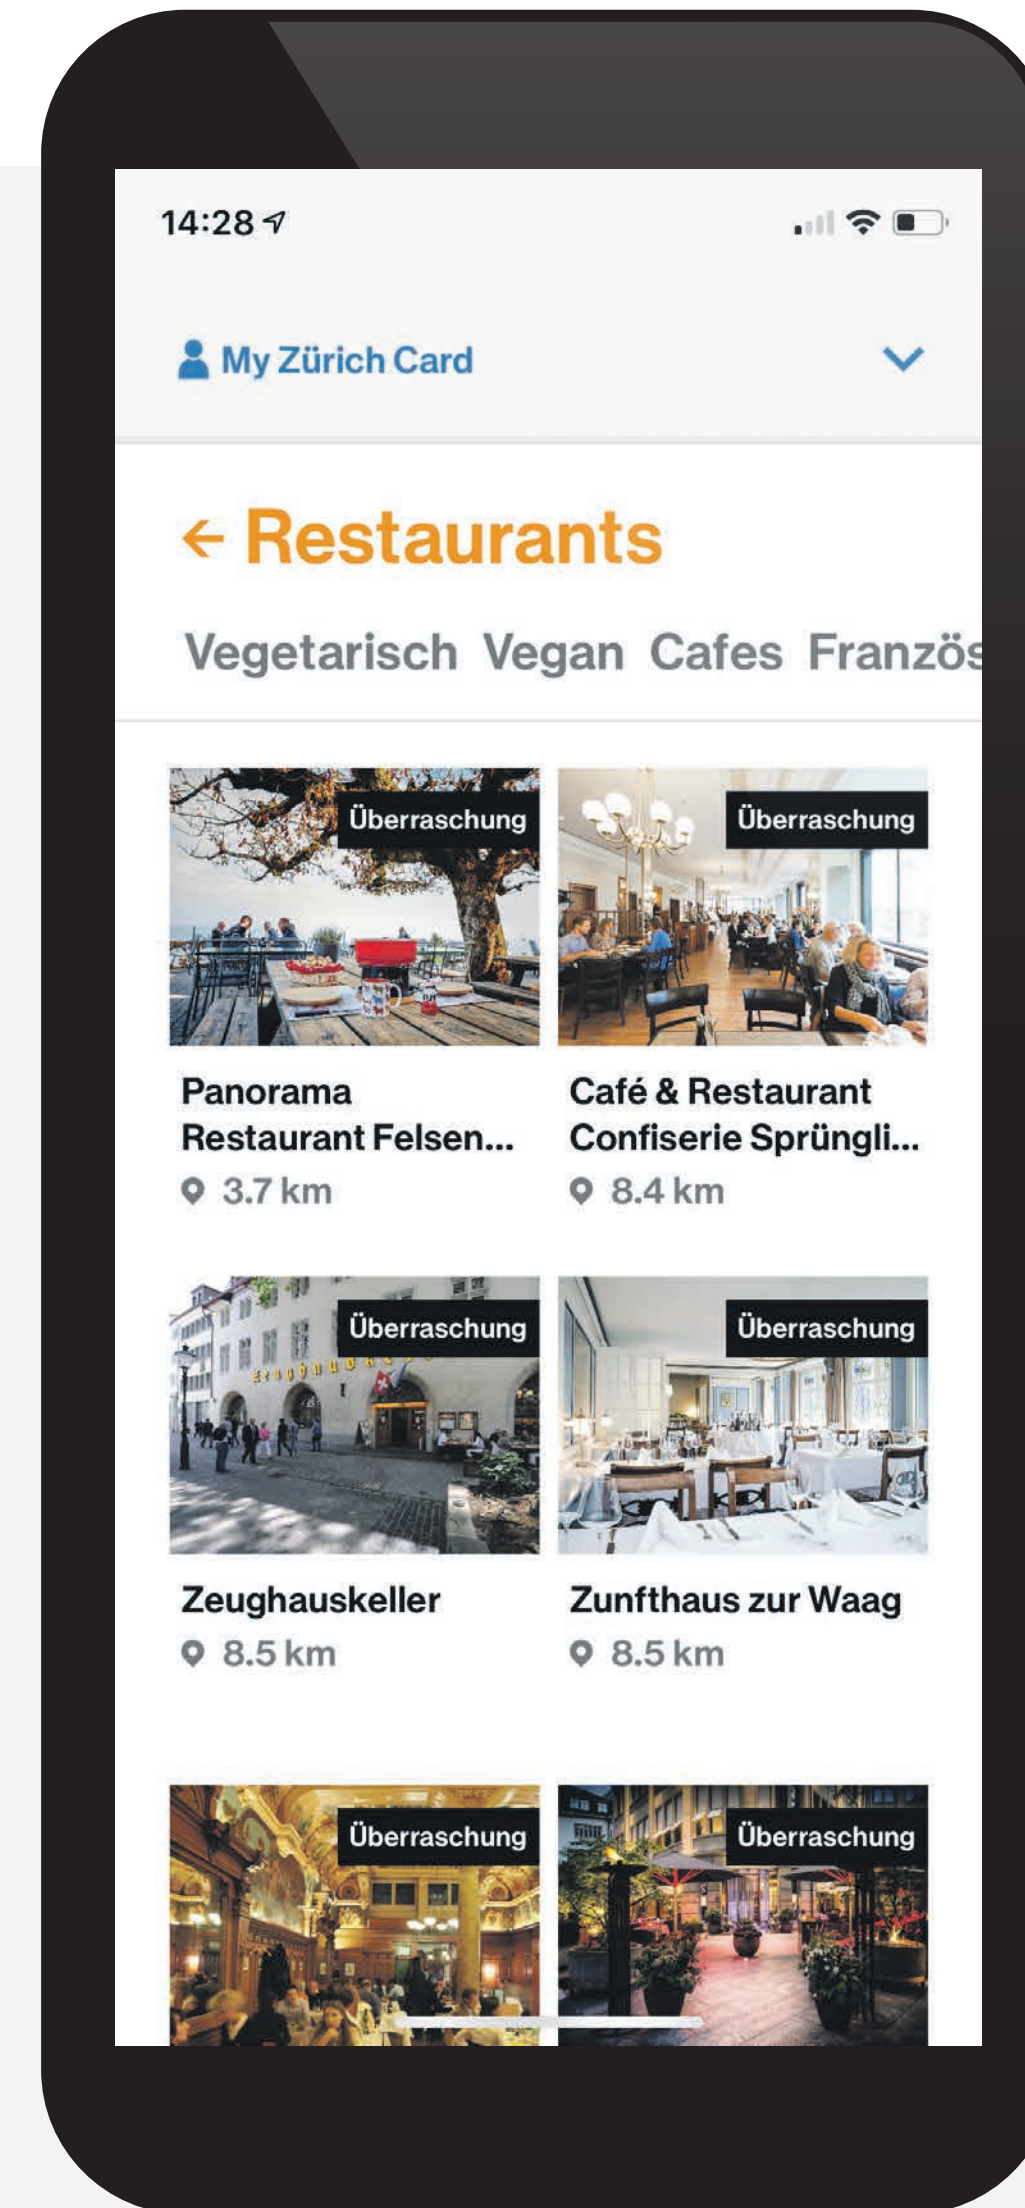 14:28
My Zürich Card
← Restaurants
Vegetarisch Vegan Cafes Französ
Überraschung
Überraschung
Panorama
Restaurant Felsen...
3.7 km
Café & Restaurant
Confiserie Sprüngli...
8.4 km
Überraschung
Überraschung
Zeughauskeller
8.5 km
Zunfthaus zur Waag
8.5 km
Überraschung
Überraschung